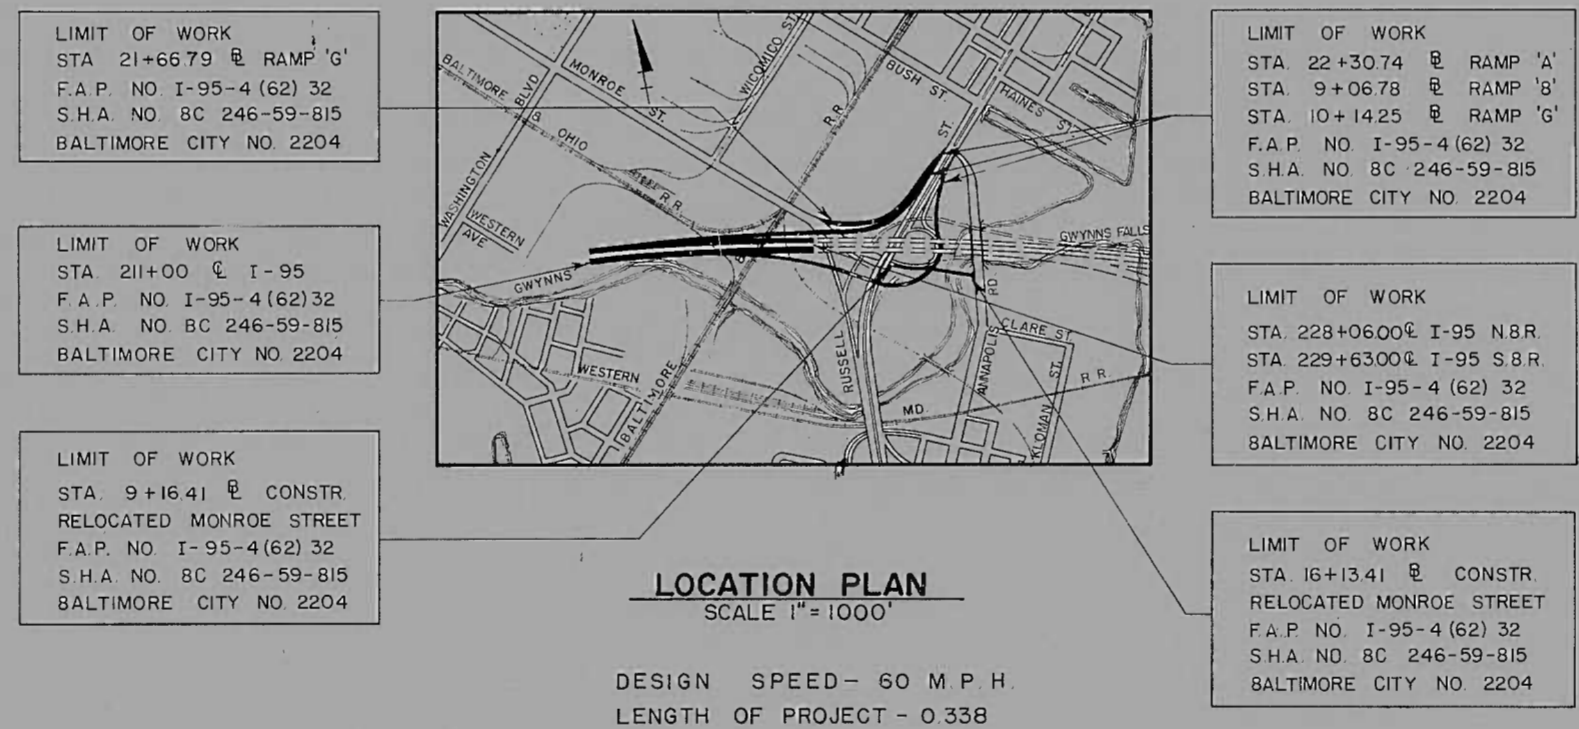 LIMIT OF WORK
STA 21+66.79 ⅊ RAMP 'G'
F.A.P. NO. I-95-4 (62) 32
S.H.A. NO. BC 246-59-815
BALTIMORE CITY NO. 2204
LIMIT OF WORK
STA. 211+00 ℄ I-95
F.A.P. NO. I-95-4 (62) 32
S.H.A. NO. BC 246-59-815
BALTIMORE CITY NO. 2204
LIMIT OF WORK
STA. 9+16.41 ⅊ CONSTR.
RELOCATED MONROE STREET
F.A.P. NO. I-95-4 (62) 32
S.H.A. NO. BC 246-59-815
BALTIMORE CITY NO. 2204
BALTIMORE & OHIO R.R.
MONROE ST.
WASHINGTON BLVD
WICOMICO ST.
WESTERN
AVE
R.R.
BUSH ST.
HAINES ST.
ST.
GWYNNS
GWYNNS FALLS
RUSSELL
ANNAPOLIS RD
CLARE ST.
KLOMAN ST.
BALTIMORE
WESTERN
MD.
R R.
LIMIT OF WORK
STA. 22+30.74 ⅊ RAMP 'A'
STA. 9+06.78 ⅊ RAMP 'B'
STA. 10+14.25 ⅊ RAMP 'G'
F.A.P. NO. I-95-4 (62) 32
S.H.A. NO. BC 246-59-815
BALTIMORE CITY NO. 2204
LIMIT OF WORK
STA. 228+06.00 ℄ I-95 N.B.R.
STA. 229+63.00 ℄ I-95 S.B.R.
F.A.P. NO. I-95-4 (62) 32
S.H.A. NO. BC 246-59-815
BALTIMORE CITY NO. 2204
LIMIT OF WORK
STA. 16+13.41 ⅊ CONSTR.
RELOCATED MONROE STREET
F.A.P. NO. I-95-4 (62) 32
S.H.A. NO. BC 246-59-815
BALTIMORE CITY NO. 2204
LOCATION PLAN
SCALE 1" = 1000'
DESIGN SPEED - 60 M.P.H.
LENGTH OF PROJECT - 0.338